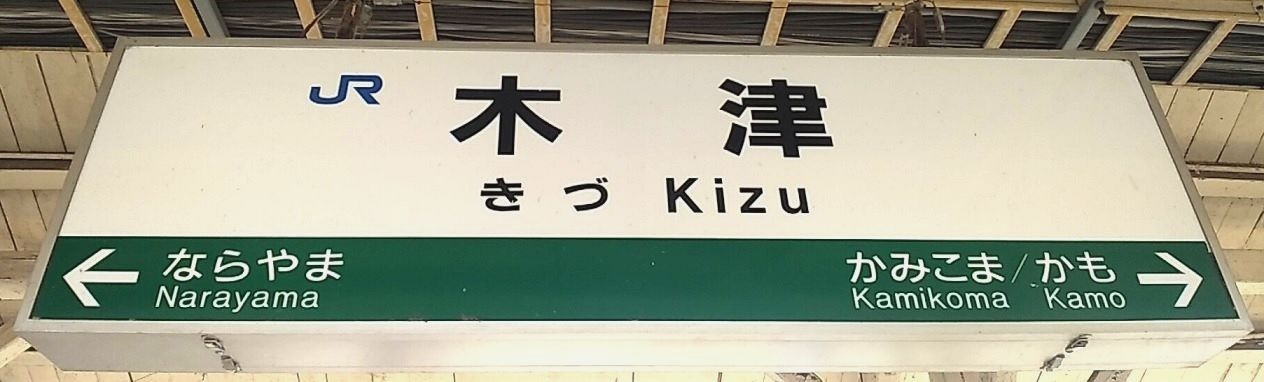 JR 木津
きづ Kizu
← ならやま かみこま/かも →
Narayama Kamikoma Kamo